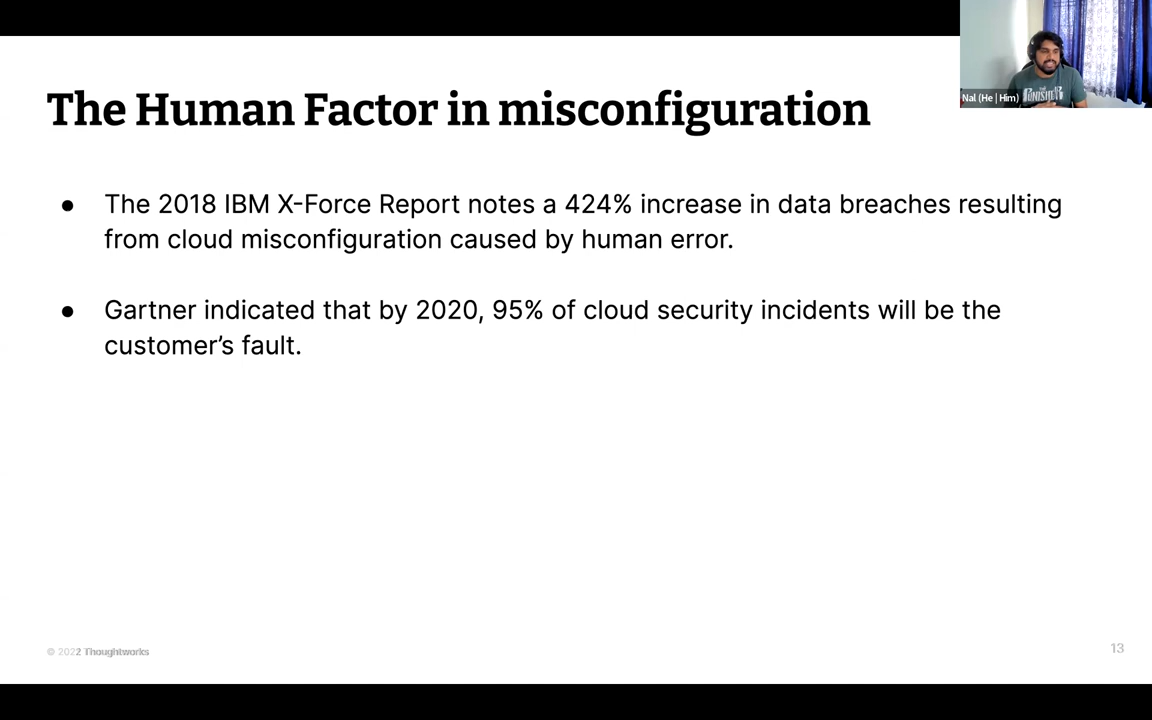 The Human Factor in misconfiguration
Nal (He | Him)
PUNISHER
● The 2018 IBM X-Force Report notes a 424% increase in data breaches resulting
from cloud misconfiguration caused by human error.
● Gartner indicated that by 2020, 95% of cloud security incidents will be the
customer’s fault.
© 2022 Thoughtworks
13